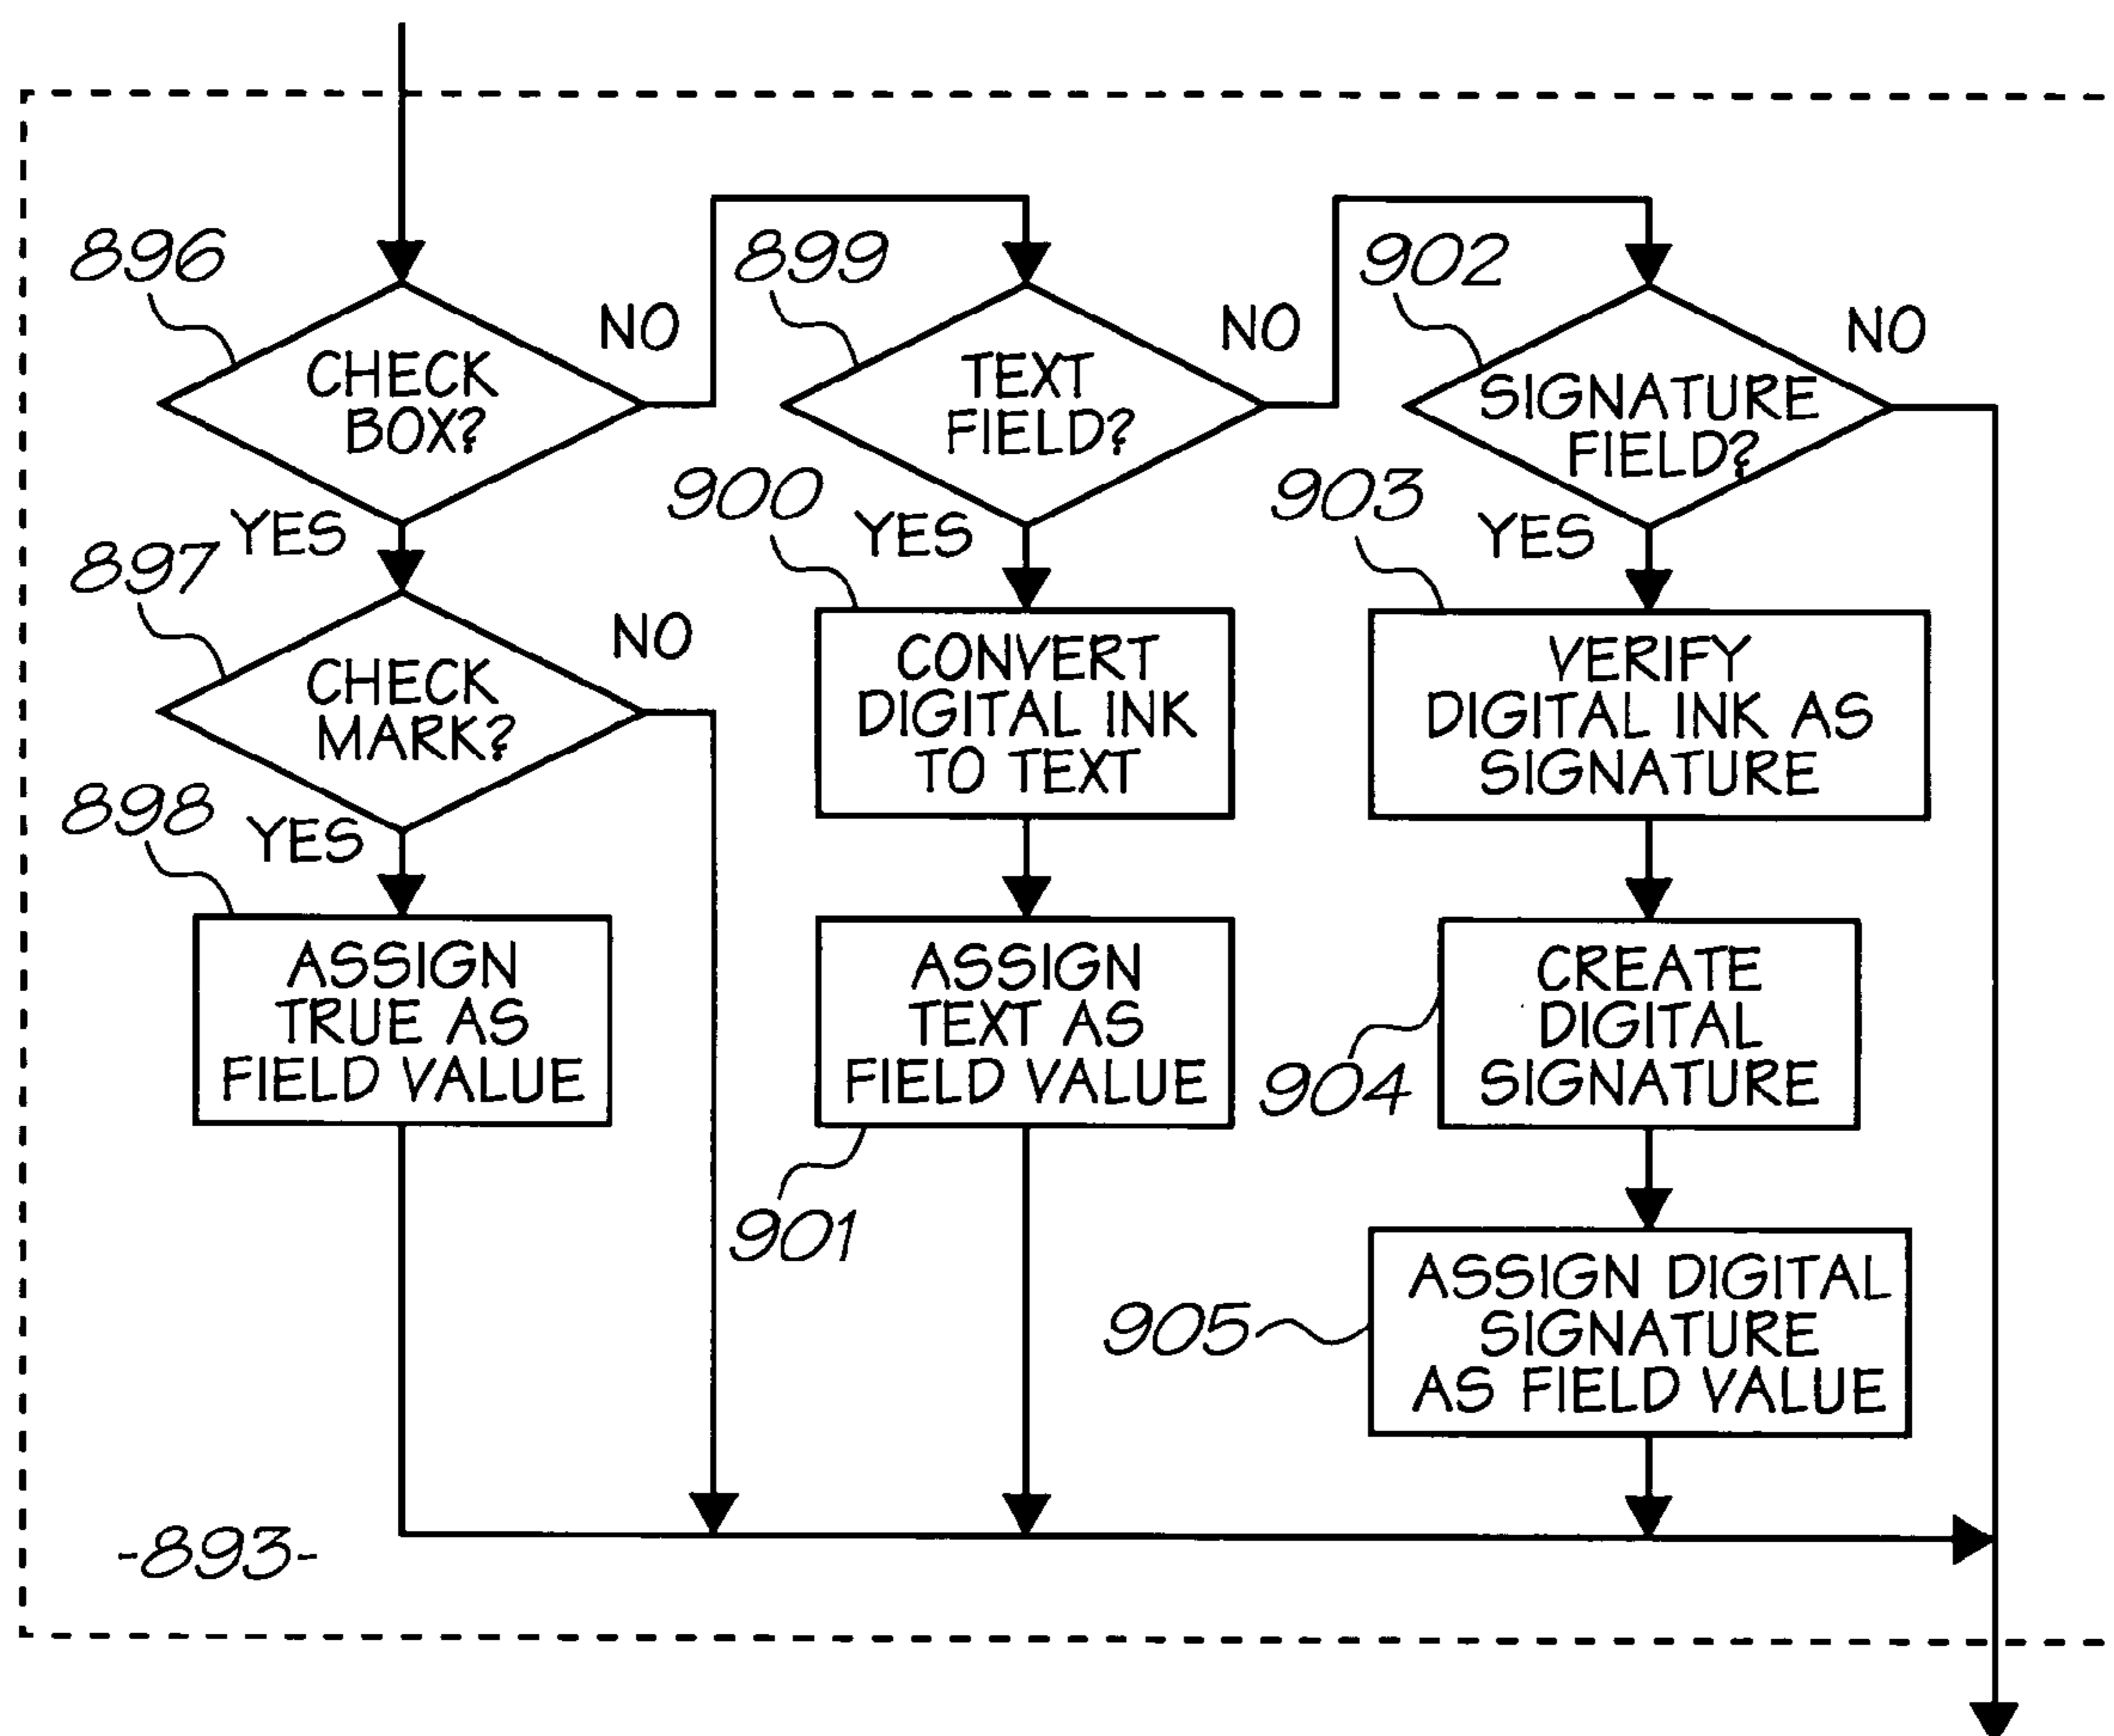 896
CHECK
BOX?
NO
YES
897
CHECK
MARK?
NO
YES
898
ASSIGN
TRUE AS
FIELD VALUE
899
TEXT
FIELD?
NO
YES
900
CONVERT
DIGITAL INK
TO TEXT
ASSIGN
TEXT AS
FIELD VALUE
901
902
SIGNATURE
FIELD?
NO
YES
903
VERIFY
DIGITAL INK AS
SIGNATURE
CREATE
DIGITAL
SIGNATURE
904
ASSIGN DIGITAL
SIGNATURE
AS FIELD VALUE
905
-893-